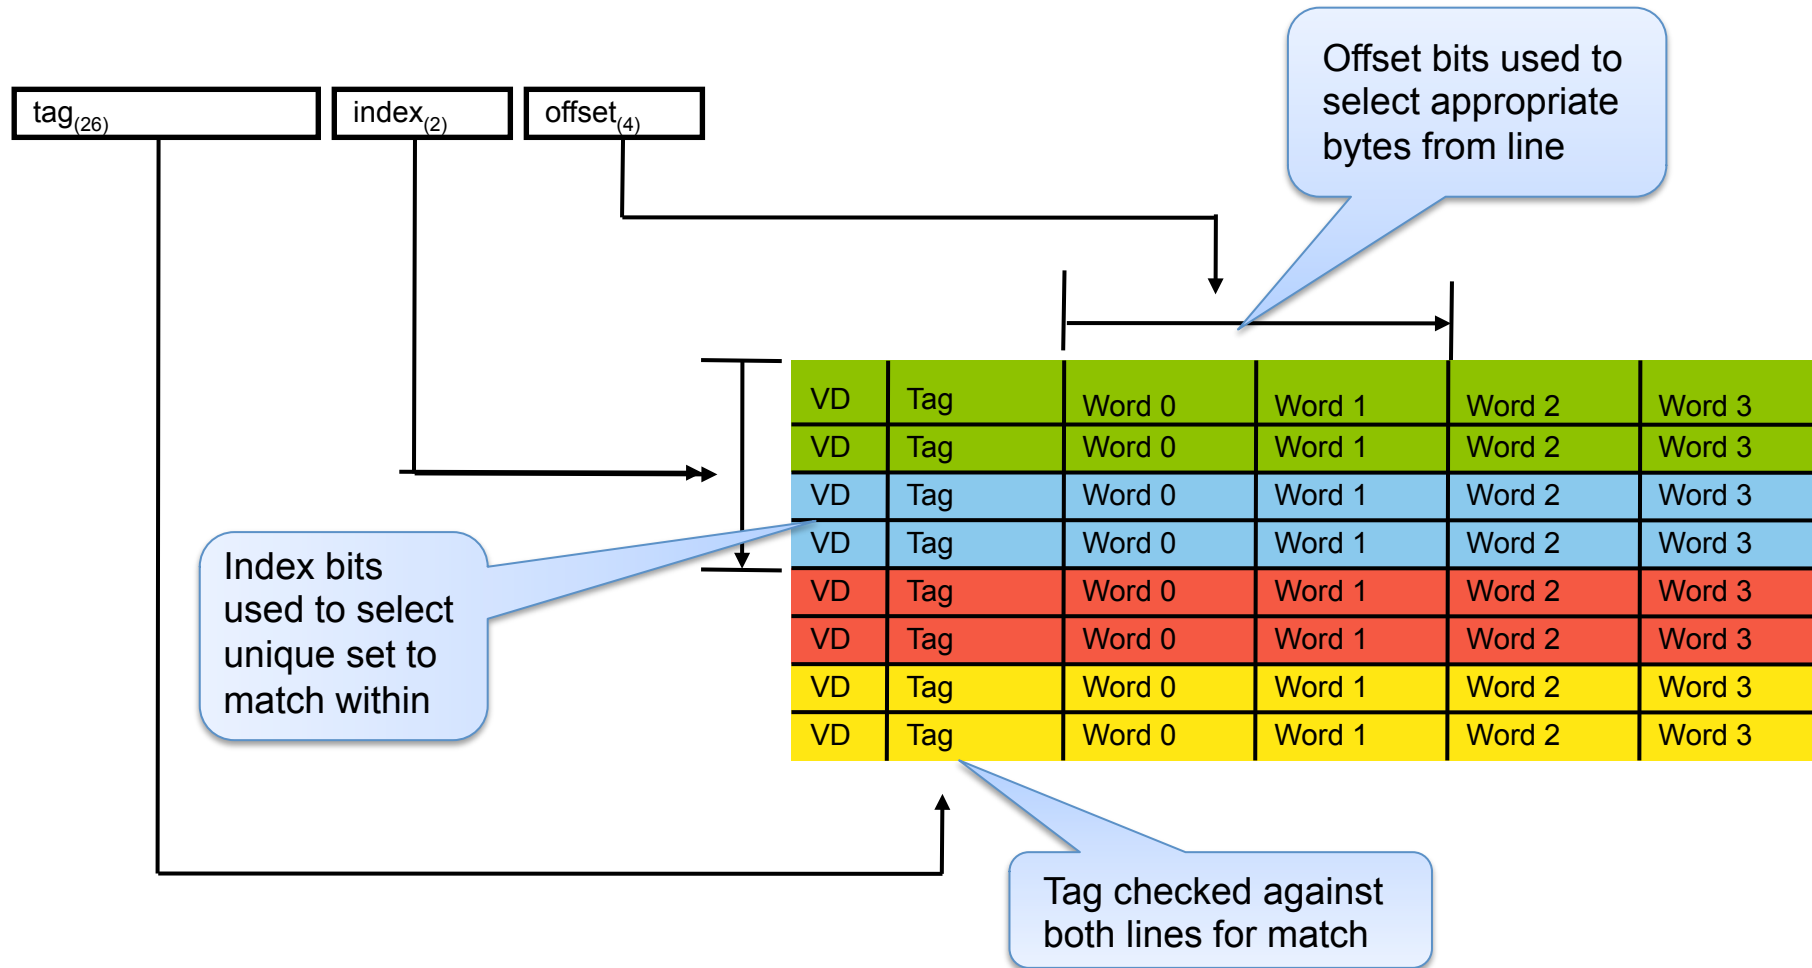 Offset bits used to
select appropriate
bytes from line
tag(26) index(2) offset(4)
VD Tag Word 0 Word 1 Word 2 Word 3
VD Tag Word 0 Word 1 Word 2 Word 3
VD Tag Word 0 Word 1 Word 2 Word 3
VD Tag Word 0 Word 1 Word 2 Word 3
VD Tag Word 0 Word 1 Word 2 Word 3
VD Tag Word 0 Word 1 Word 2 Word 3
VD Tag Word 0 Word 1 Word 2 Word 3
VD Tag Word 0 Word 1 Word 2 Word 3
Index bits
used to select
unique set to
match within
Tag checked against
both lines for match